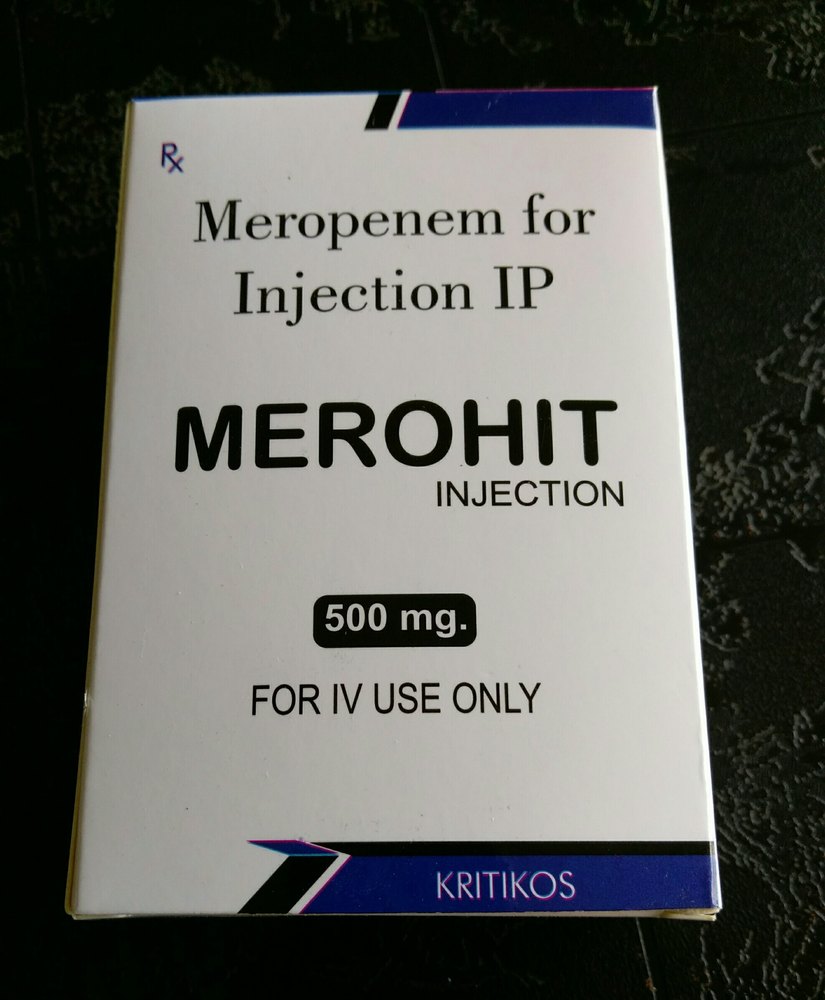 Rx
Meropenem for
Injection IP
MEROHIT
INJECTION
500 mg.
FOR IV USE ONLY
KRITIKOS